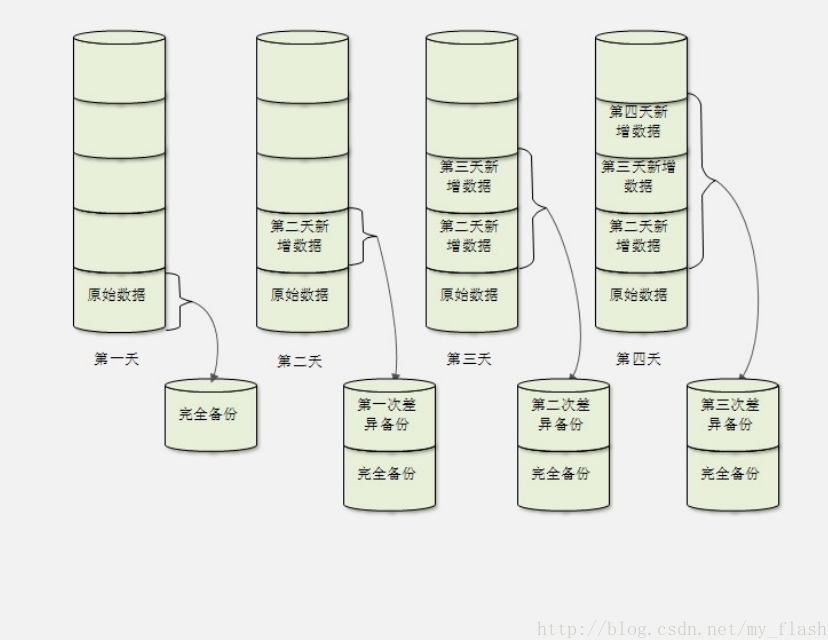 第四天新
增数据
第三天新
增数据
第三天新增
数据
第二天新
增数据
第二天新
增数据
第二天新
增数据
原始数据
原始数据
原始数据
原始数据
第一天
第二天
第三天
第四天
完全备份
第一次差
异备份
第二次差
异备份
第三次差
异备份
完全备份
完全备份
完全备份
http://blog.csdn.net/my_flash